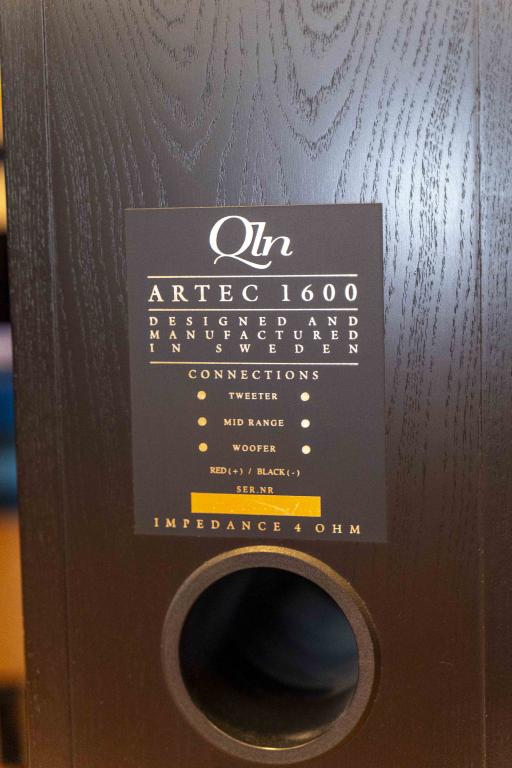 Qln
ARTEC 1600
DESIGNED AND
MANUFACTURED
IN SWEDEN
CONNECTIONS
TWEETER
MID RANGE
WOOFER
RED(+) / BLACK(-)
SER.NR
IMPEDANCE 4 OHM